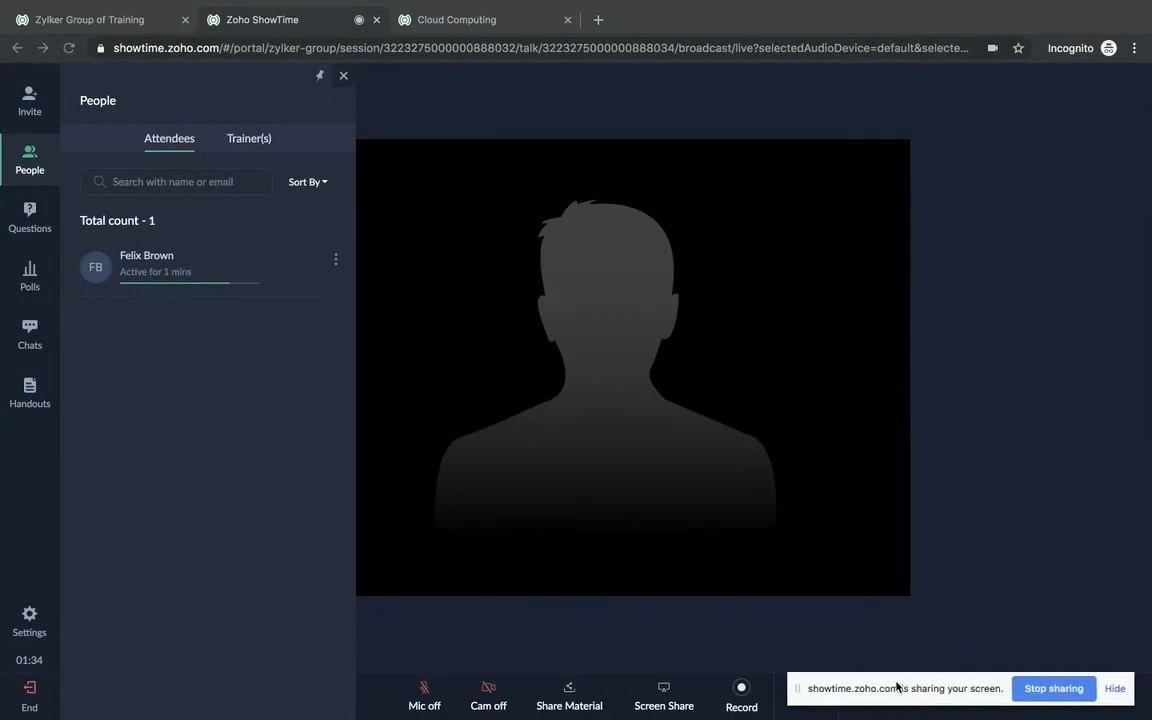 Zylker Group of Training
Zoho ShowTime
Cloud Computing
showtime.zoho.com/#/portal/zylker-group/session/3223275000000888032/talk/3223275000000888034/broadcast/live?selectedAudioDevice=default&selecte...
Incognito
Invite
People
Questions
Polls
Chats
Handouts
Settings
01:34
End
People
Attendees
Trainer(s)
Search with name or email
Sort By
Total count - 1
FB
Felix Brown
Active for 1 mins
Mic off
Cam off
Share Material
Screen Share
Record
showtime.zoho.com is sharing your screen.
Stop sharing
Hide